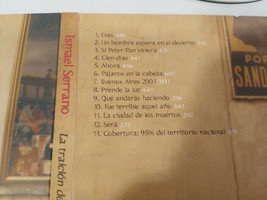 Ismael Serrano
La traición de
1. Eres
2. Un hombre espera en el desierto
3. Si Peter Pan viniera
4. Cien días
5. Ahora
6. Pájaros en la cabeza
7. Buenos Aires 2001
8. Prende la luz
9. Qué andarás haciendo
10. Fue terrible aquel año
11. La ciudad de los muertos
12. Será
13. Cobertura: 95% del territorio nacional
POR
SAND